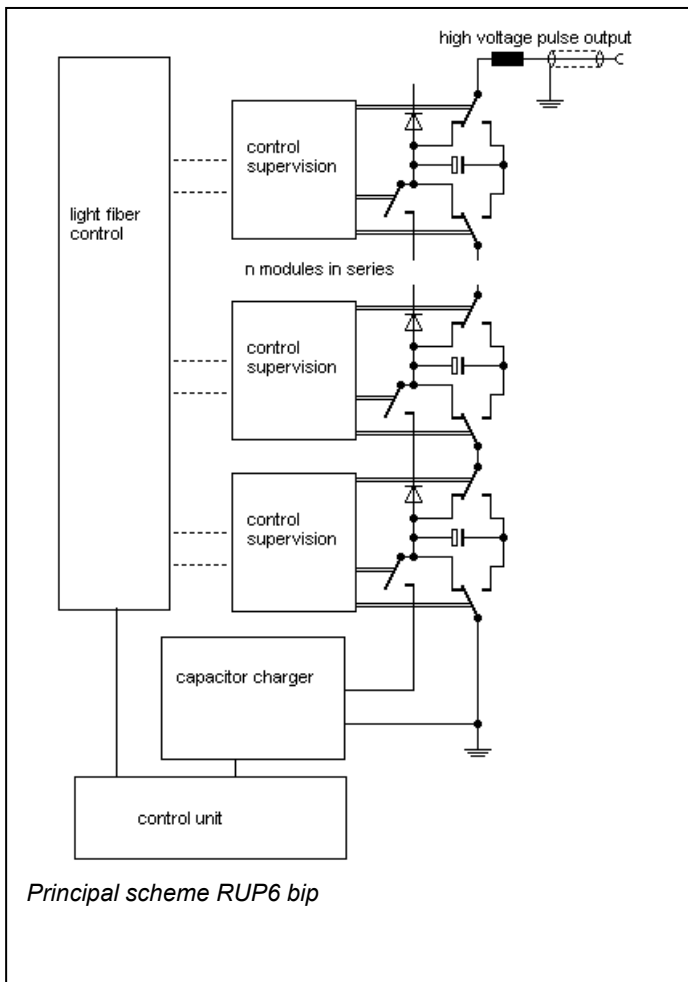 high voltage pulse output
control
supervision
light fiber
control
n modules in series
control
supervision
control
supervision
capacitor charger
control unit
Principal scheme RUP6 bip